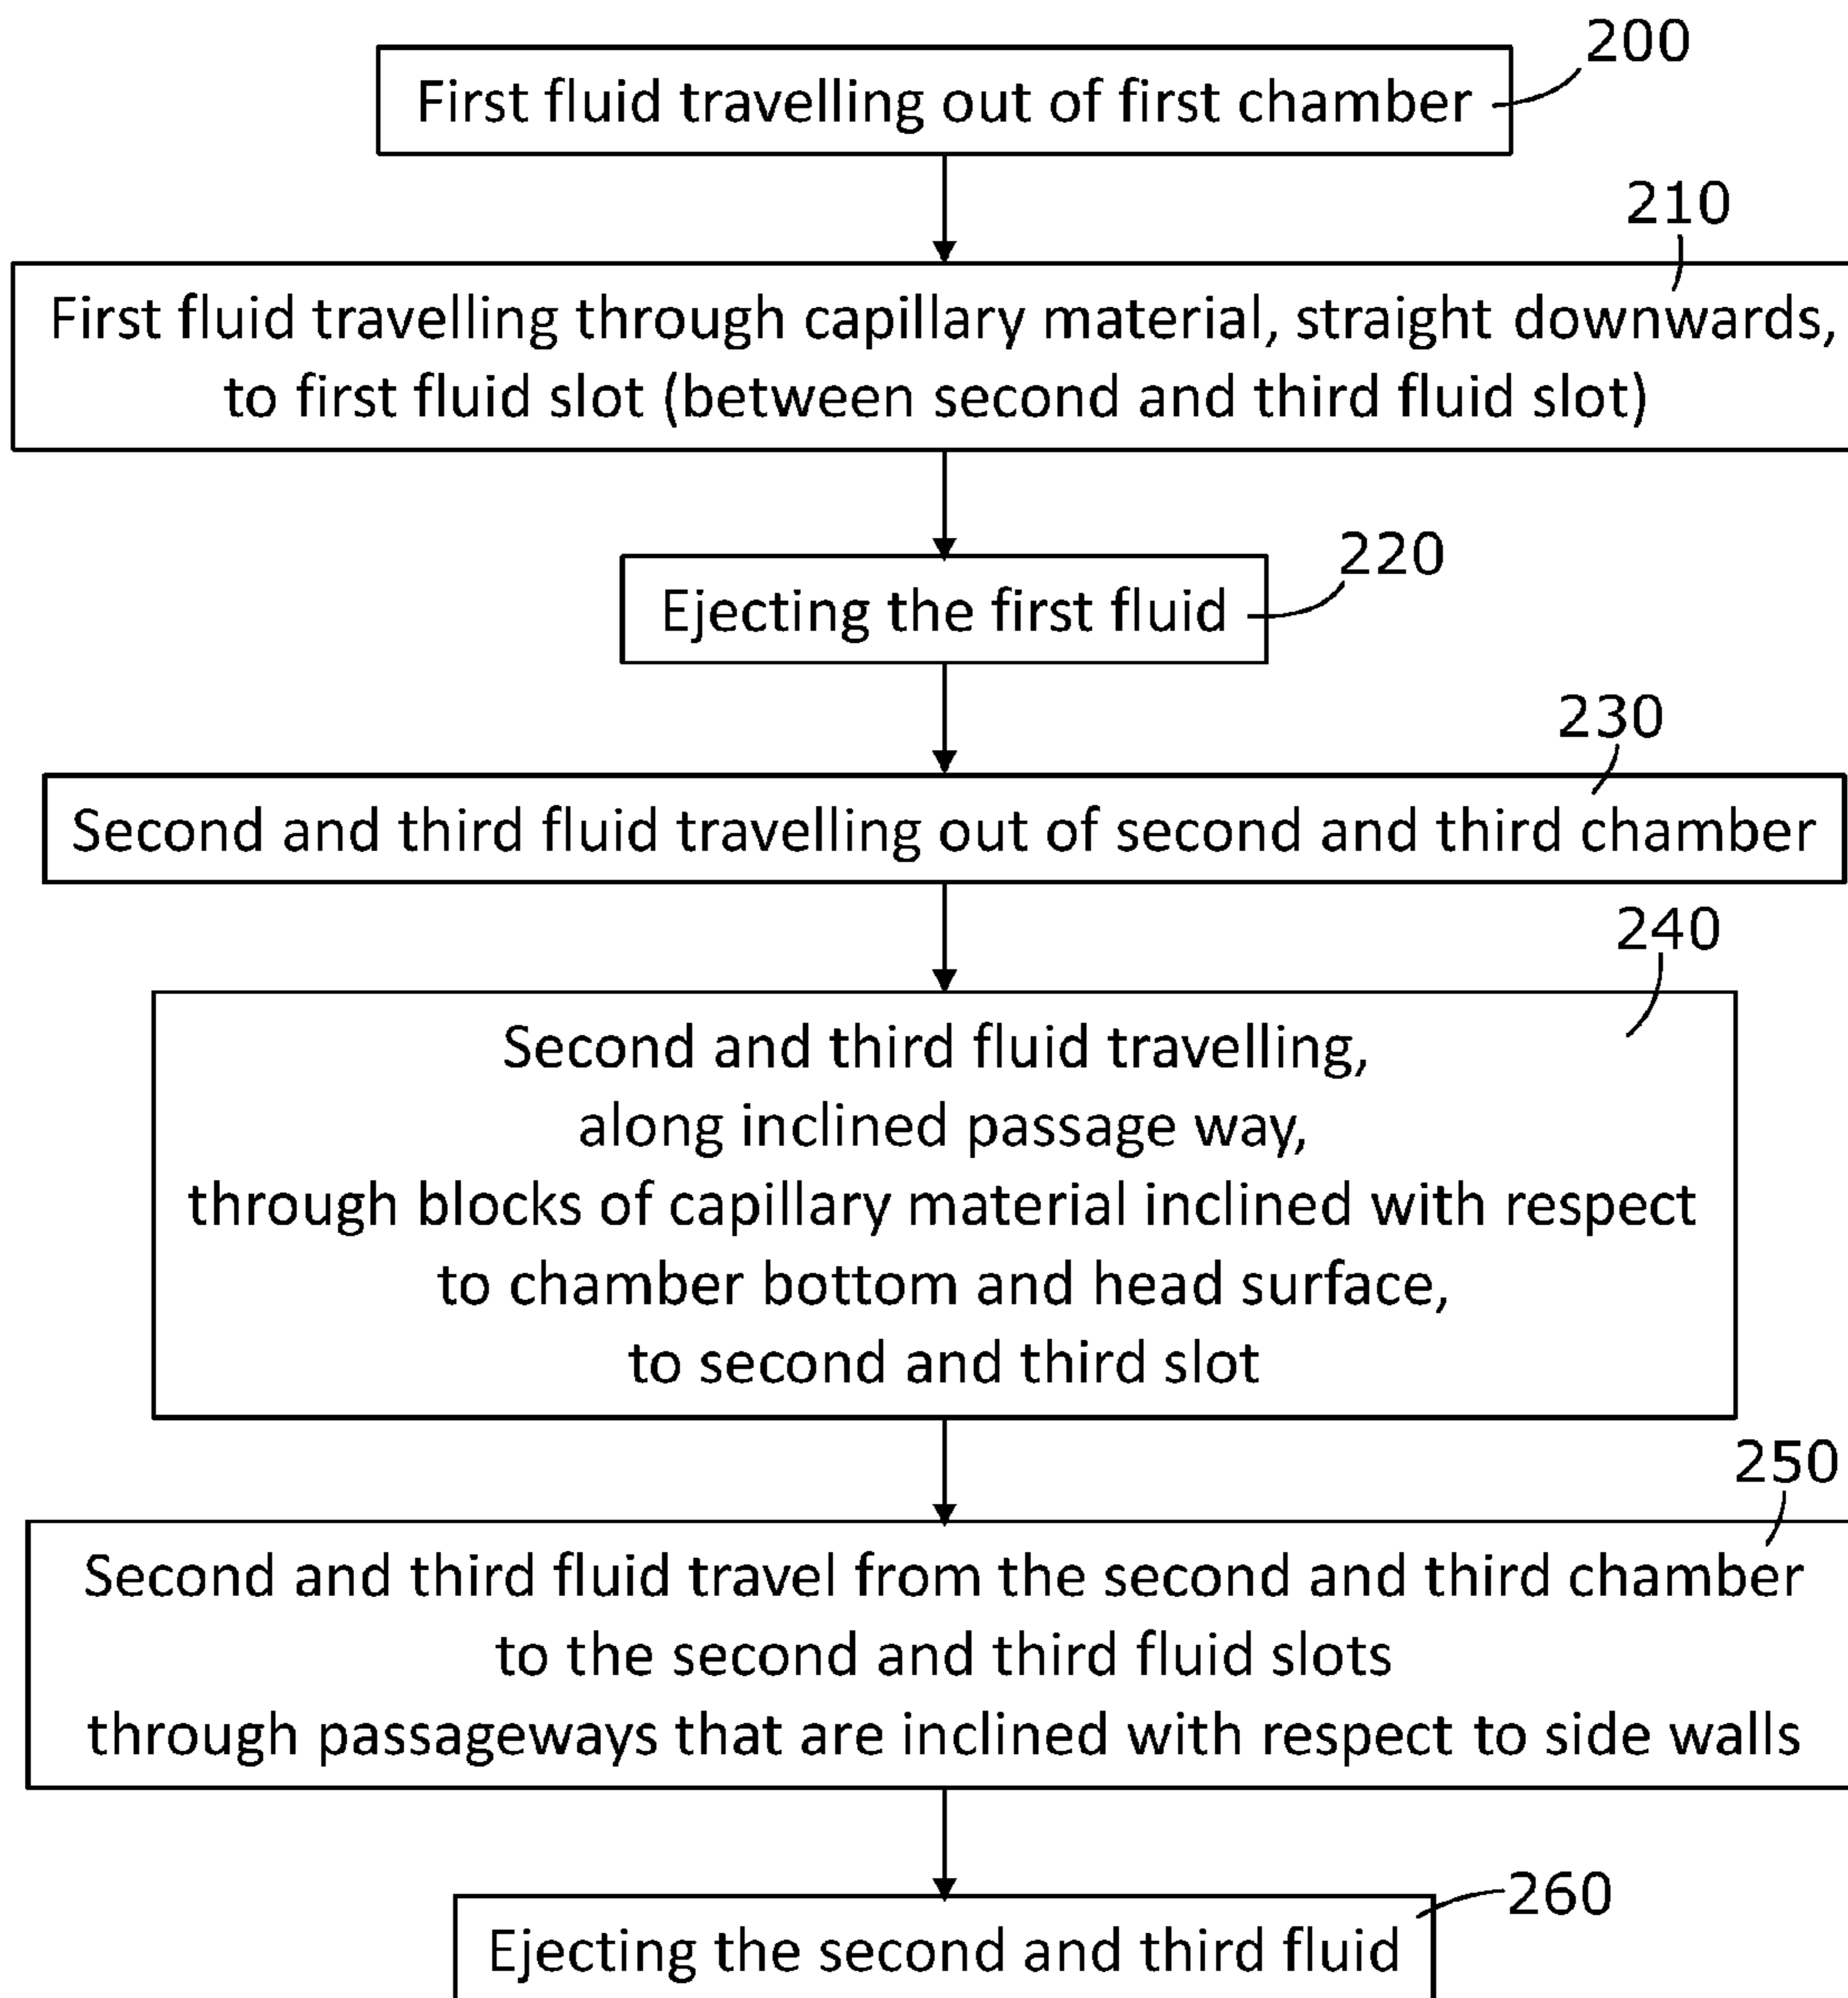 200
First fluid travelling out of first chamber
210
First fluid travelling through capillary material, straight downwards,
to first fluid slot (between second and third fluid slot)
220
Ejecting the first fluid
230
Second and third fluid travelling out of second and third chamber
240
Second and third fluid travelling,
along inclined passage way,
through blocks of capillary material inclined with respect
to chamber bottom and head surface,
to second and third slot
250
Second and third fluid travel from the second and third chamber
to the second and third fluid slots
through passageways that are inclined with respect to side walls
260
Ejecting the second and third fluid